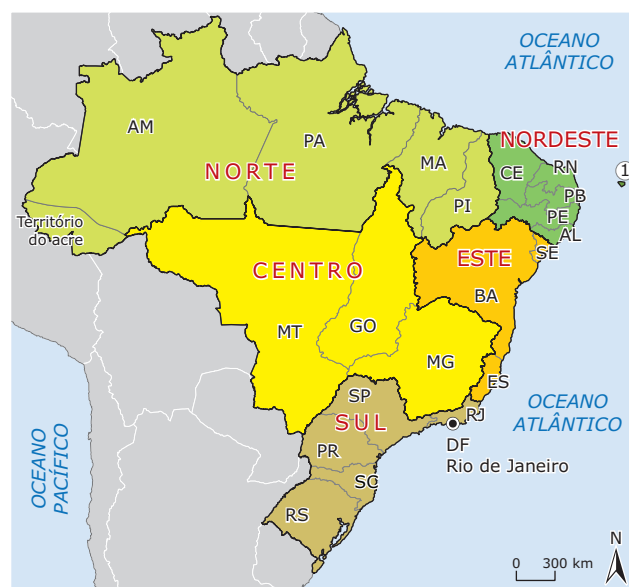 OCEANO
ATLÂNTICO
AM
PA
NORTE
MA
PI
NORDESTE
CE
RN
PB
PE
AL
SE
1
Território
do acre
CENTRO
ESTE
BA
MT
GO
MG
ES
SP
SUL
RJ
DF
Rio de Janeiro
PR
SC
RS
OCEANO
ATLÂNTICO
OCEANO
PACÍFICO
N
0 300 km